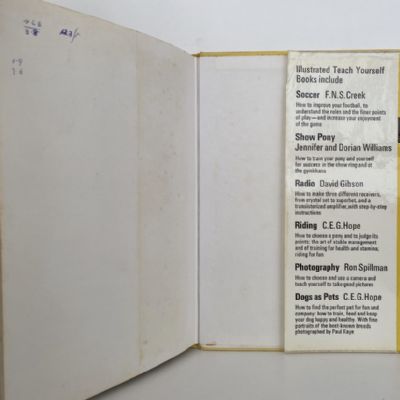 Illustrated Teach Yourself
Books include
Soccer F.N.S.Creek
How to improve your football, to
understand the rules and the finer points
of play—and increase your enjoyment
of the game
Show Pony
Jennifer and Dorian Williams
How to train your pony and yourself
for success in the show ring and at
the gymkhana
Radio David Gibson
How to make three different receivers,
from crystal set to superhet, and a
transistorized amplifier, with step-by-step
instructions
Riding C.E.G.Hope
How to choose a pony and to judge its
points: the art of stable management
and of training for health and stamina,
riding for fun
Photography Ron Spillman
How to choose and use a camera and
teach yourself to take good pictures
Dogs as Pets C.E.G.Hope
How to find the perfect pet for fun and
company: how to train, feed and keep
your dog happy and healthy. With fine
portraits of the best-known breeds
photographed by Paul Kaye